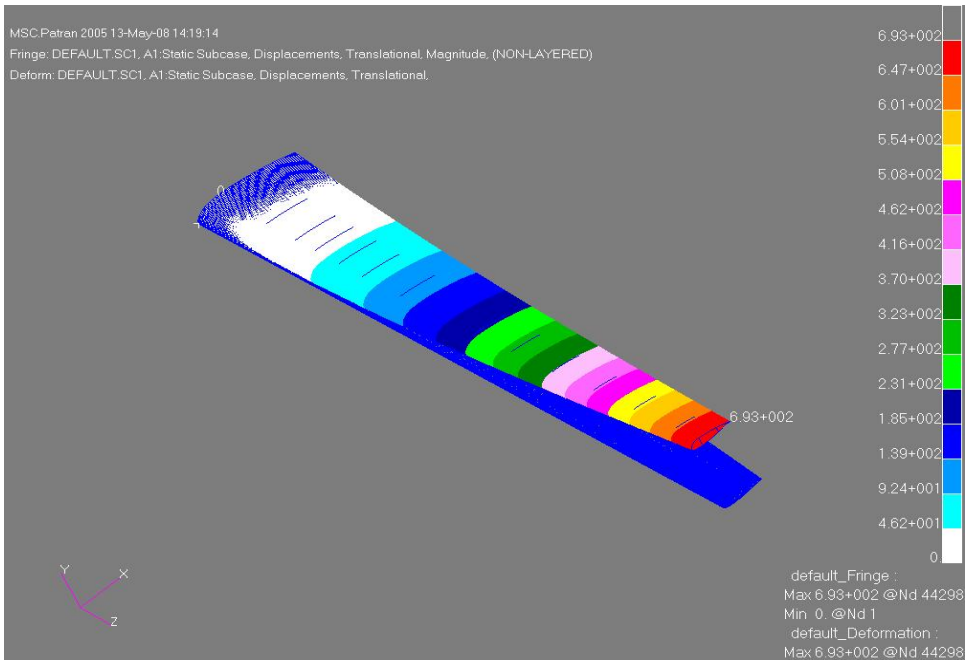 MSC.Patran 2005 13-May-08 14:19:14
Fringe: DEFAULT.SC1, A1:Static Subcase, Displacements, Translational, Magnitude, (NON-LAYERED)
Deform: DEFAULT.SC1, A1:Static Subcase, Displacements, Translational,
6.93+002
6.47+002
6.01+002
5.54+002
5.08+002
4.62+002
4.16+002
3.70+002
3.23+002
2.77+002
2.31+002
1.85+002
1.39+002
9.24+001
4.62+001
0.
0
6.93+002
Y
X
Z
default_Fringe :
Max 6.93+002 @Nd 44298
Min 0. @Nd 1
default_Deformation :
Max 6.93+002 @Nd 44298